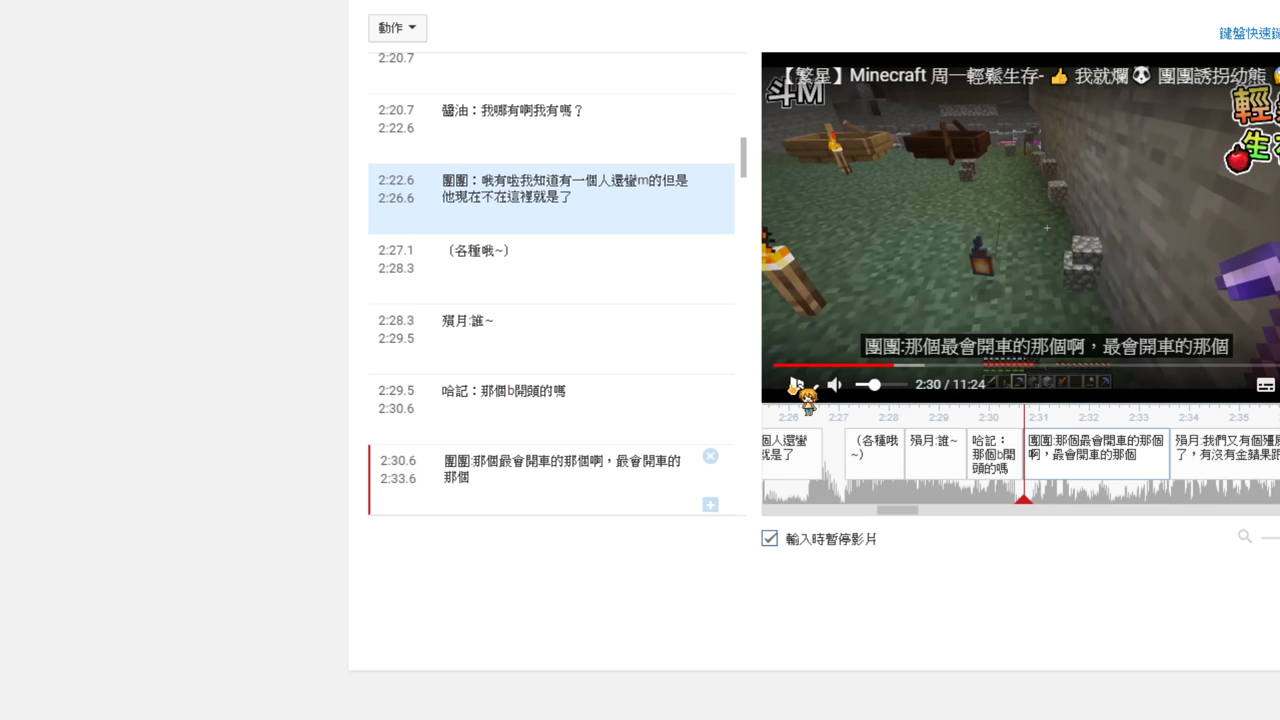 動作
鍵盤快速鍵
2:20.7
2:20.7
2:22.6
醬油：我哪有啊我有嗎？
2:22.6
2:26.6
團團：哦有啦我知道有一個人還蠻m的但是
他現在不在這裡就是了
2:27.1
2:28.3
（各種哦~）
2:28.3
2:29.5
殞月:誰~
2:29.5
2:30.6
哈記：那個b開頭的嗎
2:30.6
2:33.6
團團:那個最會開車的那個啊，最會開車的
那個
【繁星】Minecraft 周一輕鬆生存- 👍 我就爛 🐼 團團誘拐幼熊
斗M
輕
生
團團:那個最會開車的那個啊，最會開車的那個
2:30 / 11:24
2:26 2:27 2:28 2:29 2:30 2:31 2:32 2:33 2:34 2:35
個人還蠻
就是了
（各種哦
~）
殞月:誰~
哈記：
那個b開
頭的嗎
團團:那個最會開車的那個
啊，最會開車的那個
殞月:我們又有個殭
了，有沒有金蘋果
輸入時暫停影片